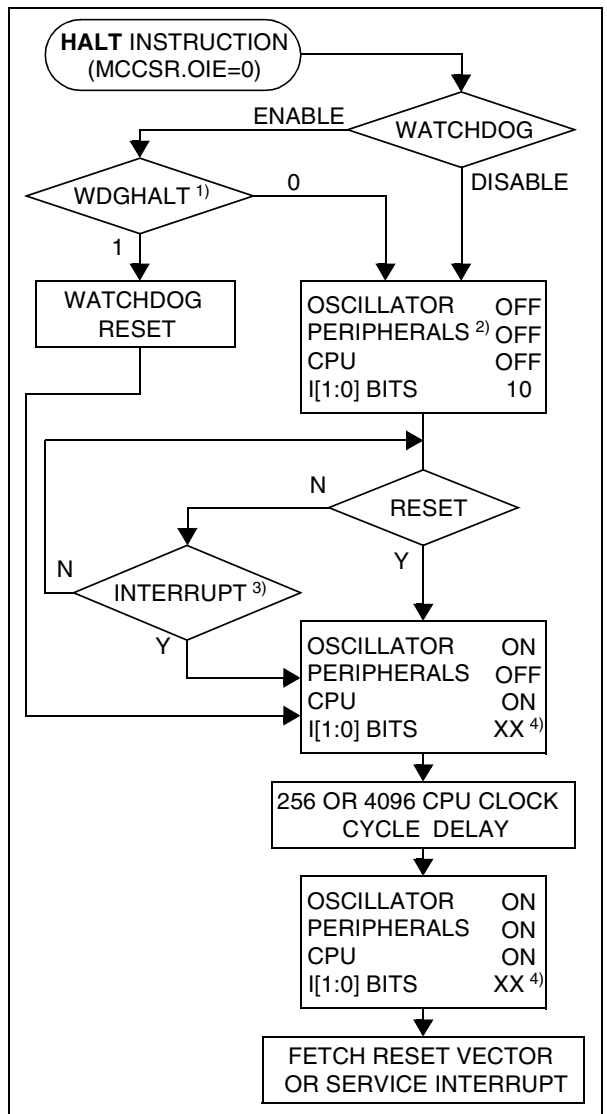 HALT INSTRUCTION
(MCCSR.OIE=0)
ENABLE
WATCHDOG
WDGHALT 1)
0
DISABLE
1
WATCHDOG
RESET
OSCILLATOR OFF
PERIPHERALS 2) OFF
CPU OFF
I[1:0] BITS 10
N
RESET
Y
N
INTERRUPT 3)
Y
OSCILLATOR ON
PERIPHERALS OFF
CPU ON
I[1:0] BITS XX 4)
256 OR 4096 CPU CLOCK
CYCLE DELAY
OSCILLATOR ON
PERIPHERALS ON
CPU ON
I[1:0] BITS XX 4)
FETCH RESET VECTOR
OR SERVICE INTERRUPT